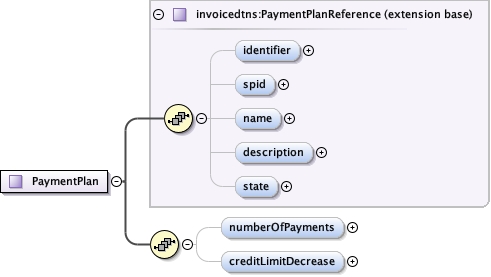 invoicedtns:PaymentPlanReference (extension base)
identifier
spid
name
description
state
PaymentPlan
numberOfPayments
creditLimitDecrease